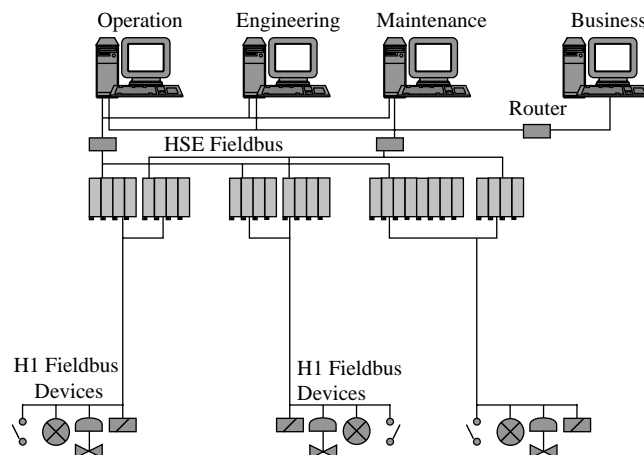 Operation
Engineering
Maintenance
Business
Router
HSE Fieldbus
H1 Fieldbus
Devices
H1 Fieldbus
Devices